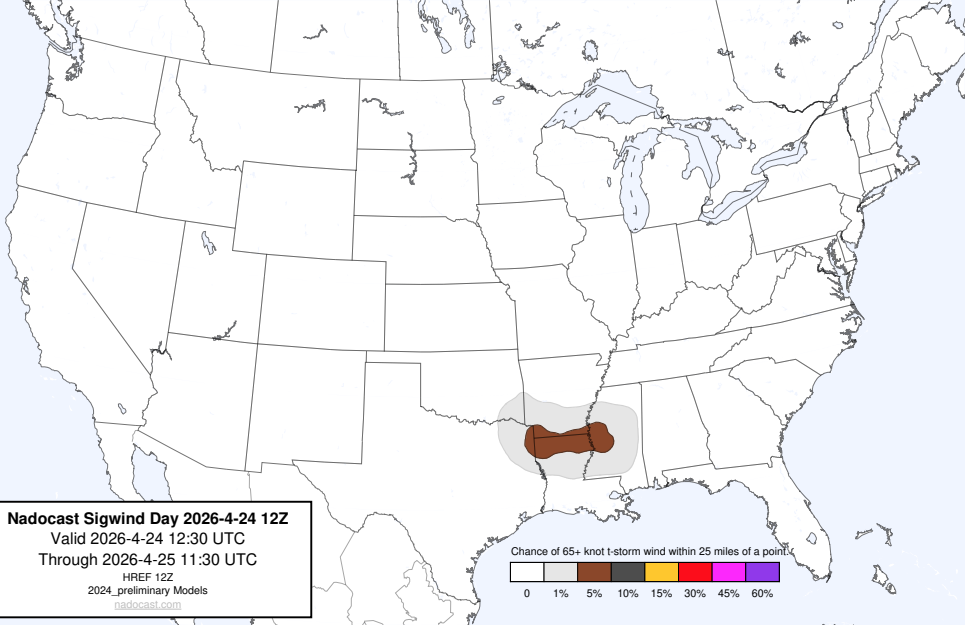 Nadocast Sigwind Day 2026-4-24 12Z
Valid 2026-4-24 12:30 UTC
Through 2026-4-25 11:30 UTC
HREF 12Z
2024_preliminary Models
nadocast.com
Chance of 65+ knot t-storm wind within 25 miles of a point.
0 1% 5% 10% 15% 30% 45% 60%